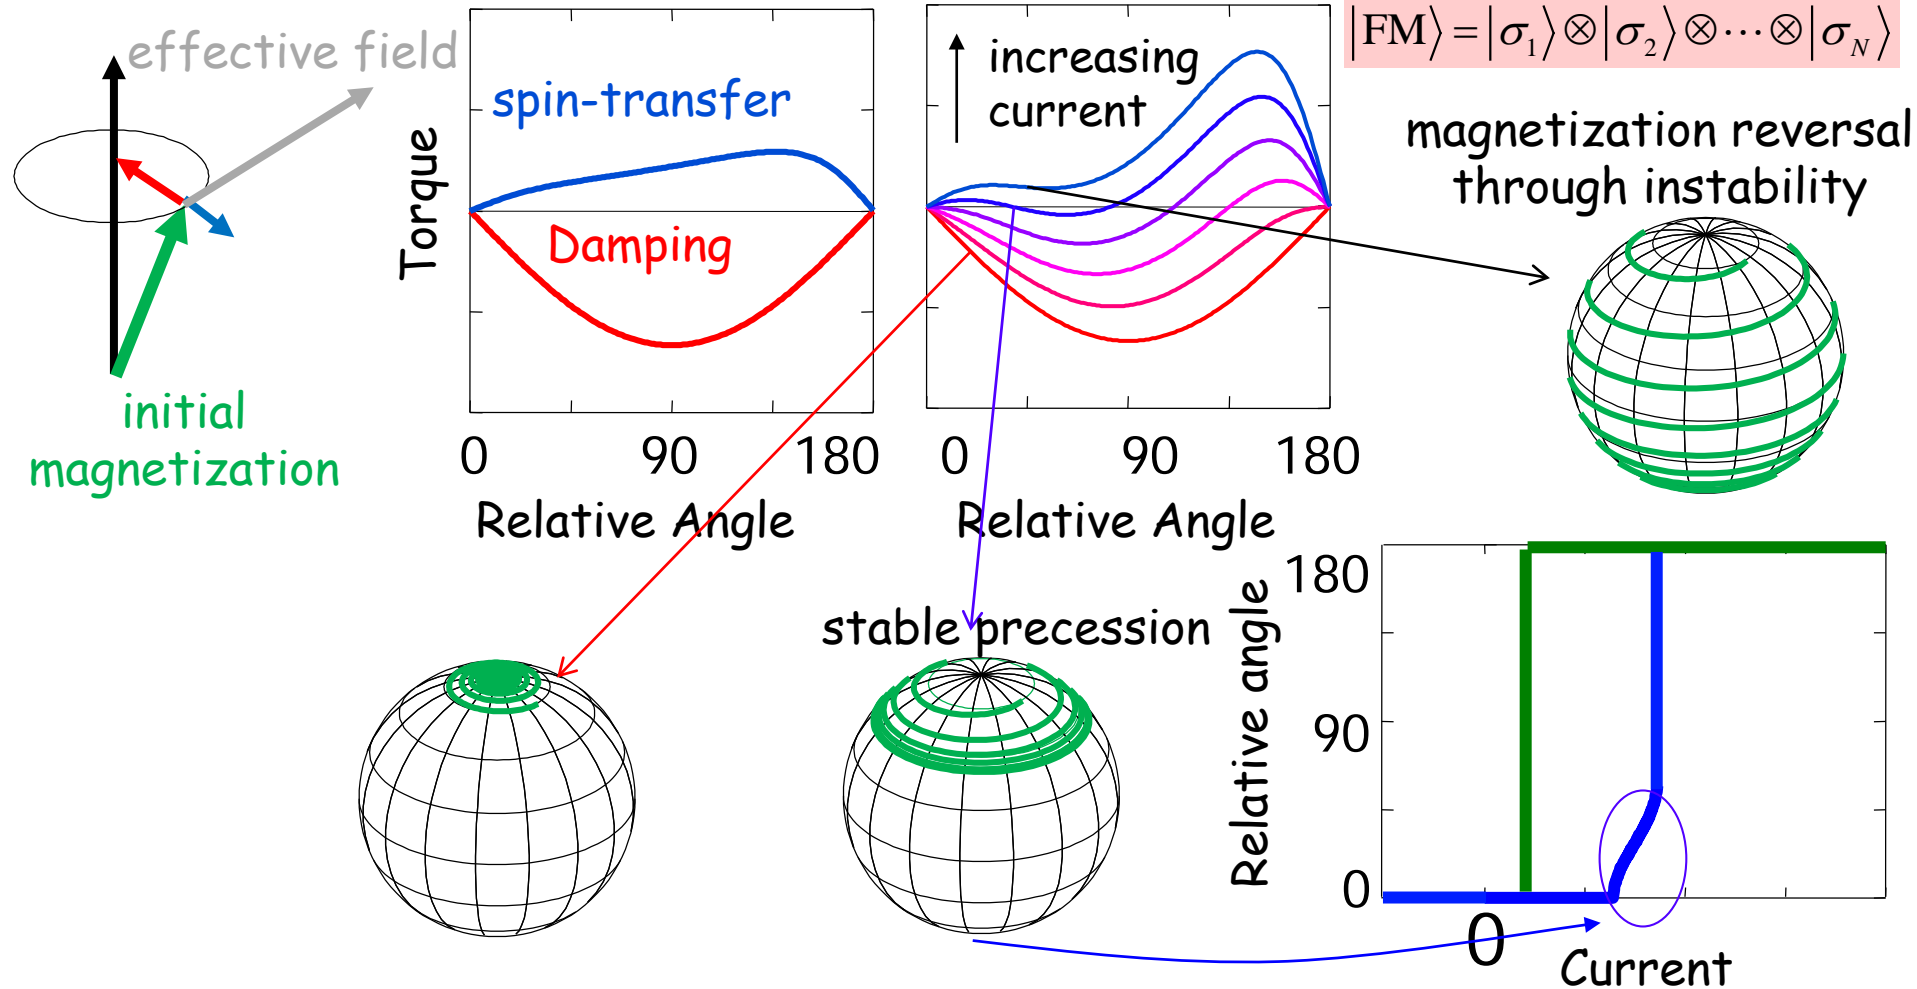 effective field
initial
magnetization
Torque
spin-transfer
Damping
0 90 180
Relative Angle
increasing
current
0 90 180
Relative Angle
|FM⟩=|σ₁⟩⊗|σ₂⟩⊗⋯⊗|σ_N⟩
magnetization reversal
through instability
stable precession
Relative angle
180
90
0
0
Current